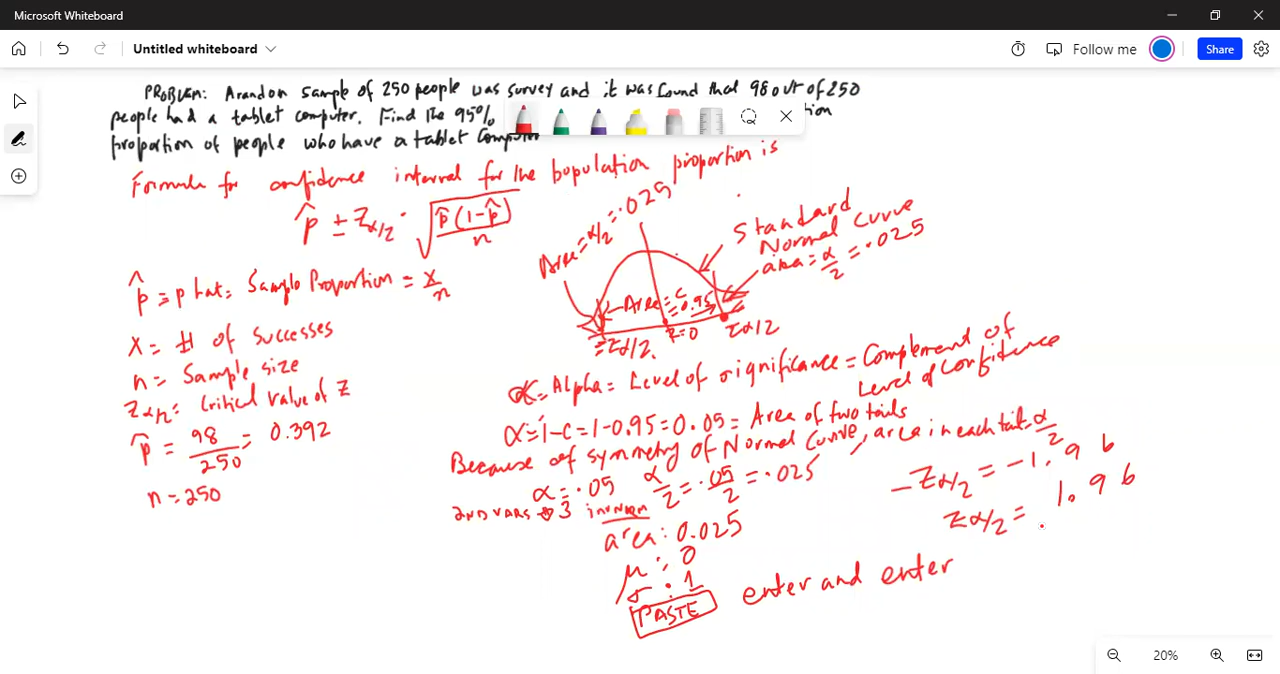 Microsoft Whiteboard
Untitled whiteboard
Follow me
Share
PROBLEM: A random sample of 250 people was survey and it was found that 98 out of 250
people had a tablet computer. Find the 95%
proportion of people who have a tablet computer
Formula for confidence interval for the population proportion is
p̂ ± Zα/2 · √(p̂(1-p̂)/n)
p̂ = p hat = Sample Proportion = x/n
x = # of successes
n = Sample size
Zα/2 = Critical value of Z
p̂ = 98/250 = 0.392
n = 250
Area = α/2 = .025
Standard
Normal Curve
area = α/2 = .025
Area = C
= 0.95
-Zα/2
Z=0
Zα/2
α = Alpha = Level of significance = Complement of
Level of Confidence
α = 1-C = 1-0.95 = 0.05 = Area of two tails
Because of symmetry of Normal Curve, area in each tail = α/2
α = .05 α/2 = .05/2 = .025
2ND VARS 3 invnorm
area: 0.025
μ: 0
σ: 1
PASTE
enter and enter
-Zα/2 = -1.96
Zα/2 = 1.96
20%